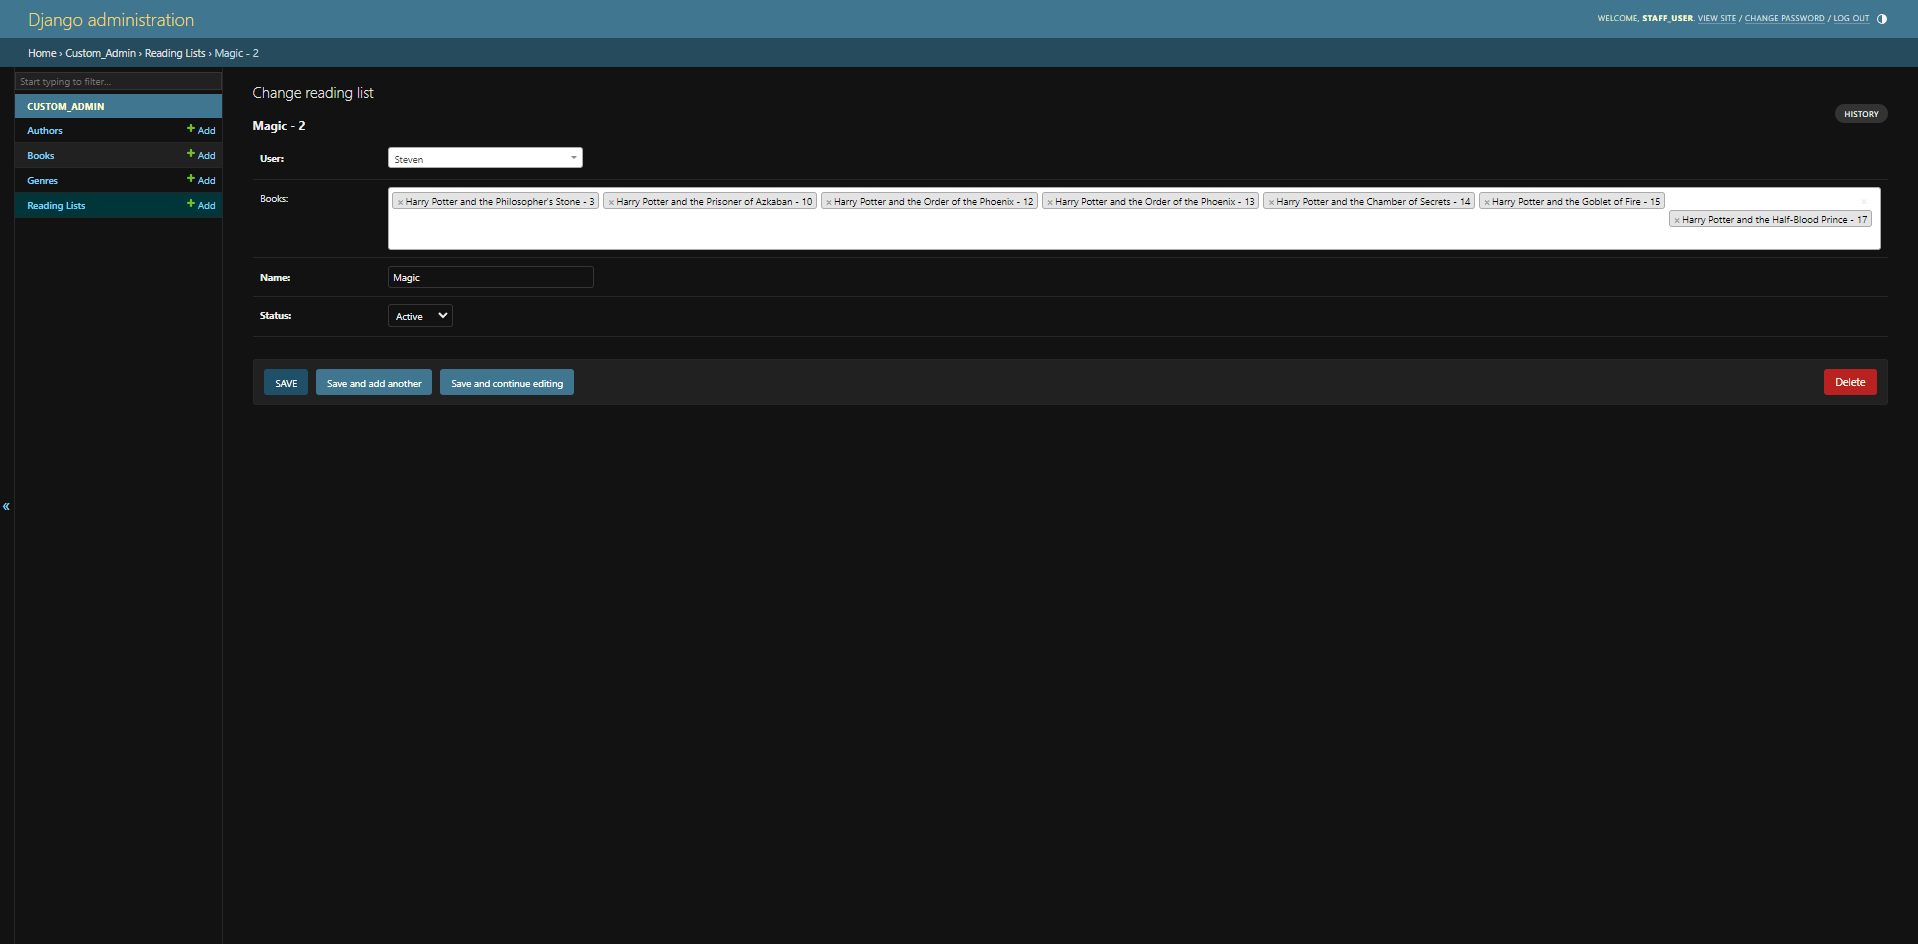 Django administration
WELCOME, STAFF_USER. VIEW SITE / CHANGE PASSWORD / LOG OUT
Home › Custom_Admin › Reading Lists › Magic - 2
Start typing to filter...
CUSTOM_ADMIN
Authors + Add
Books + Add
Genres + Add
Reading Lists + Add
«
Change reading list
HISTORY
Magic - 2
User: Steven
Books: × Harry Potter and the Philosopher's Stone - 3 × Harry Potter and the Prisoner of Azkaban - 10 × Harry Potter and the Order of the Phoenix - 12 × Harry Potter and the Order of the Phoenix - 13 × Harry Potter and the Chamber of Secrets - 14 × Harry Potter and the Goblet of Fire - 15 ×
× Harry Potter and the Half-Blood Prince - 17
Name: Magic
Status: Active
SAVE Save and add another Save and continue editing Delete